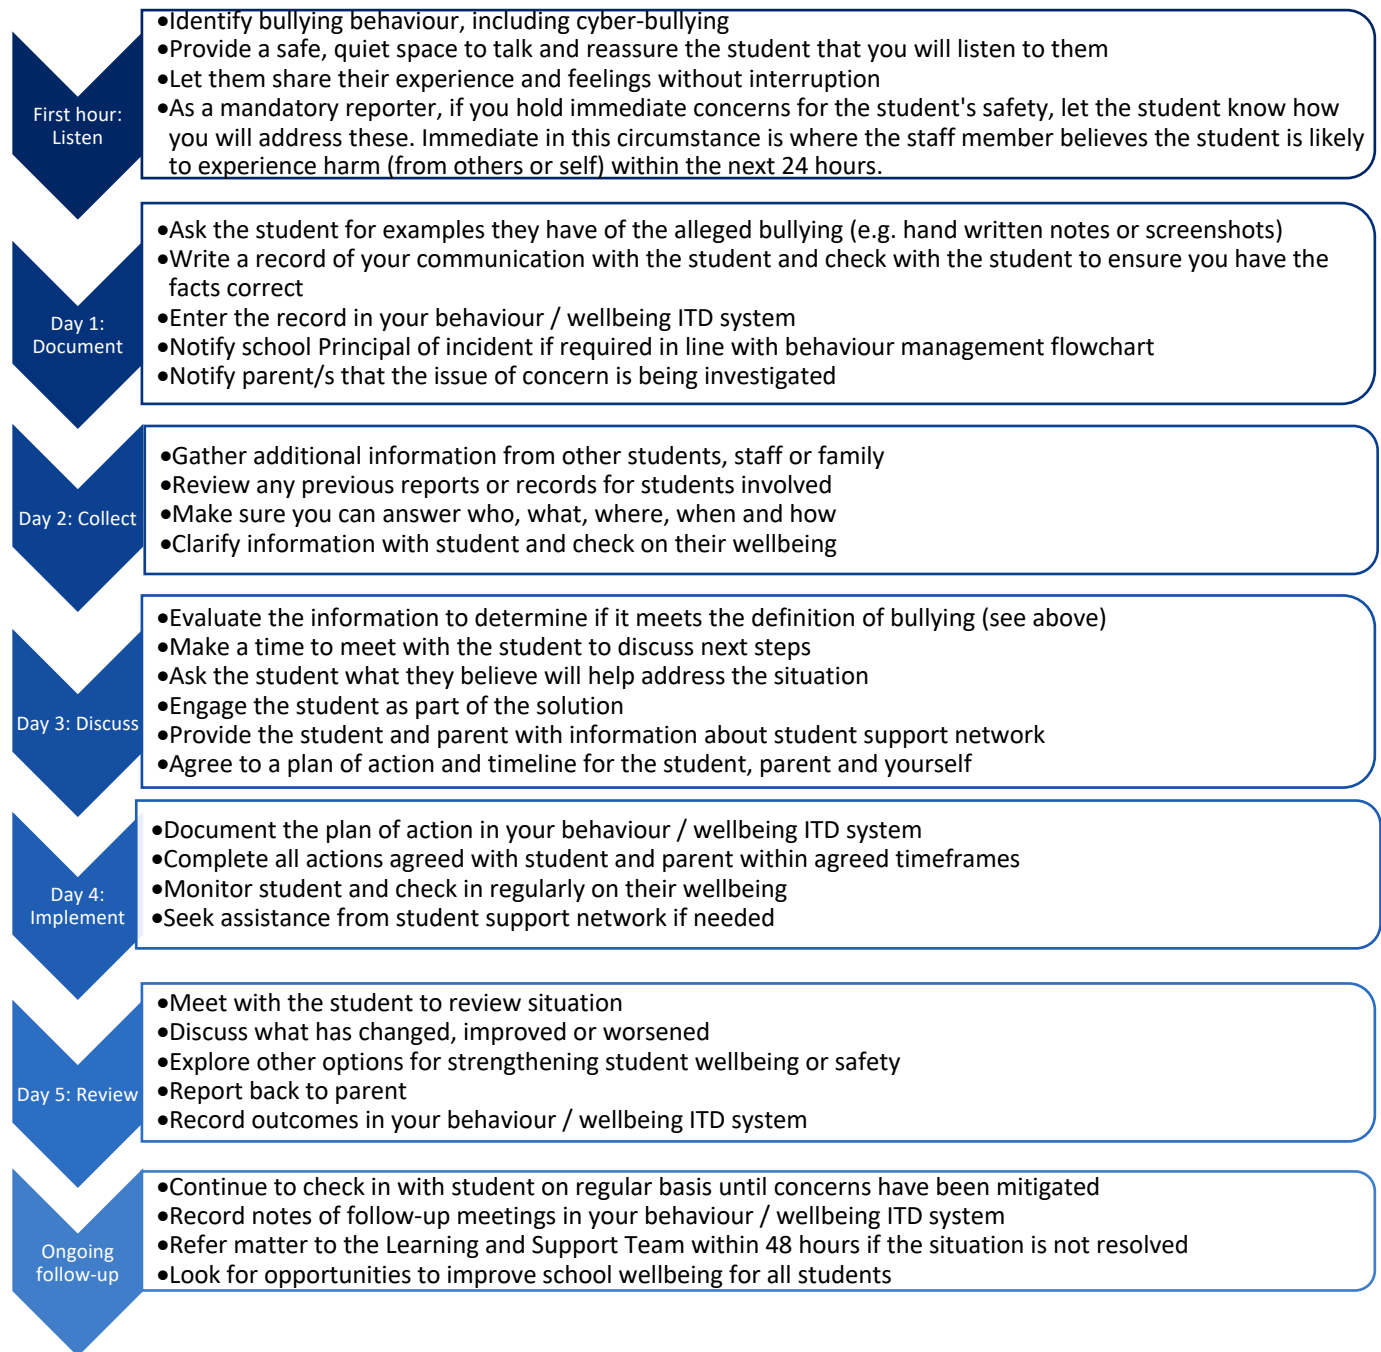 First hour:
Listen
•Identify bullying behaviour, including cyber-bullying
•Provide a safe, quiet space to talk and reassure the student that you will listen to them
•Let them share their experience and feelings without interruption
•As a mandatory reporter, if you hold immediate concerns for the student's safety, let the student know how
you will address these. Immediate in this circumstance is where the staff member believes the student is likely
to experience harm (from others or self) within the next 24 hours.
Day 1:
Document
•Ask the student for examples they have of the alleged bullying (e.g. hand written notes or screenshots)
•Write a record of your communication with the student and check with the student to ensure you have the
facts correct
•Enter the record in your behaviour / wellbeing ITD system
•Notify school Principal of incident if required in line with behaviour management flowchart
•Notify parent/s that the issue of concern is being investigated
Day 2: Collect
•Gather additional information from other students, staff or family
•Review any previous reports or records for students involved
•Make sure you can answer who, what, where, when and how
•Clarify information with student and check on their wellbeing
Day 3: Discuss
•Evaluate the information to determine if it meets the definition of bullying (see above)
•Make a time to meet with the student to discuss next steps
•Ask the student what they believe will help address the situation
•Engage the student as part of the solution
•Provide the student and parent with information about student support network
•Agree to a plan of action and timeline for the student, parent and yourself
Day 4:
Implement
•Document the plan of action in your behaviour / wellbeing ITD system
•Complete all actions agreed with student and parent within agreed timeframes
•Monitor student and check in regularly on their wellbeing
•Seek assistance from student support network if needed
Day 5: Review
•Meet with the student to review situation
•Discuss what has changed, improved or worsened
•Explore other options for strengthening student wellbeing or safety
•Report back to parent
•Record outcomes in your behaviour / wellbeing ITD system
Ongoing
follow-up
•Continue to check in with student on regular basis until concerns have been mitigated
•Record notes of follow-up meetings in your behaviour / wellbeing ITD system
•Refer matter to the Learning and Support Team within 48 hours if the situation is not resolved
•Look for opportunities to improve school wellbeing for all students